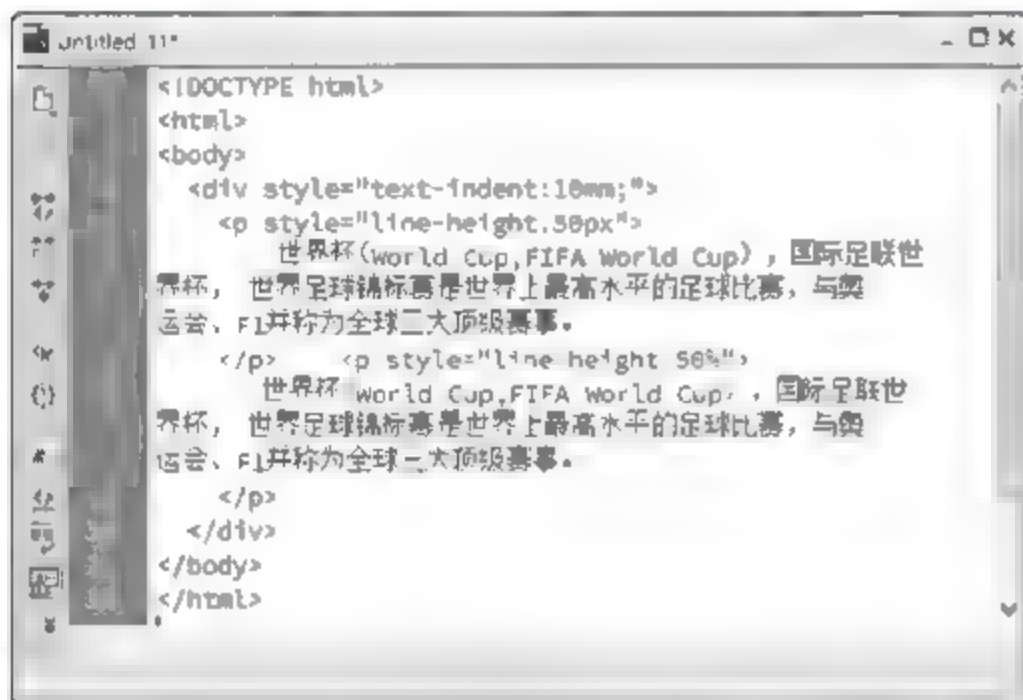 Untitled 11*
<!DOCTYPE html>
<html>
<body>
<div style="text-indent:10mm;">
<p style="line-height.50px">
世界杯(World Cup,FIFA World Cup)，国际足联世
界杯，世界足球锦标赛是世界上最高水平的足球比赛，与奥
运会、F1并称为全球三大顶级赛事。
</p> <p style="line height 50%">
世界杯 World Cup,FIFA World Cup，国际足联世
界杯，世界足球锦标赛是世界上最高水平的足球比赛，与奥
运会、F1并称为全球三大顶级赛事。
</p>
</div>
</body>
</html>